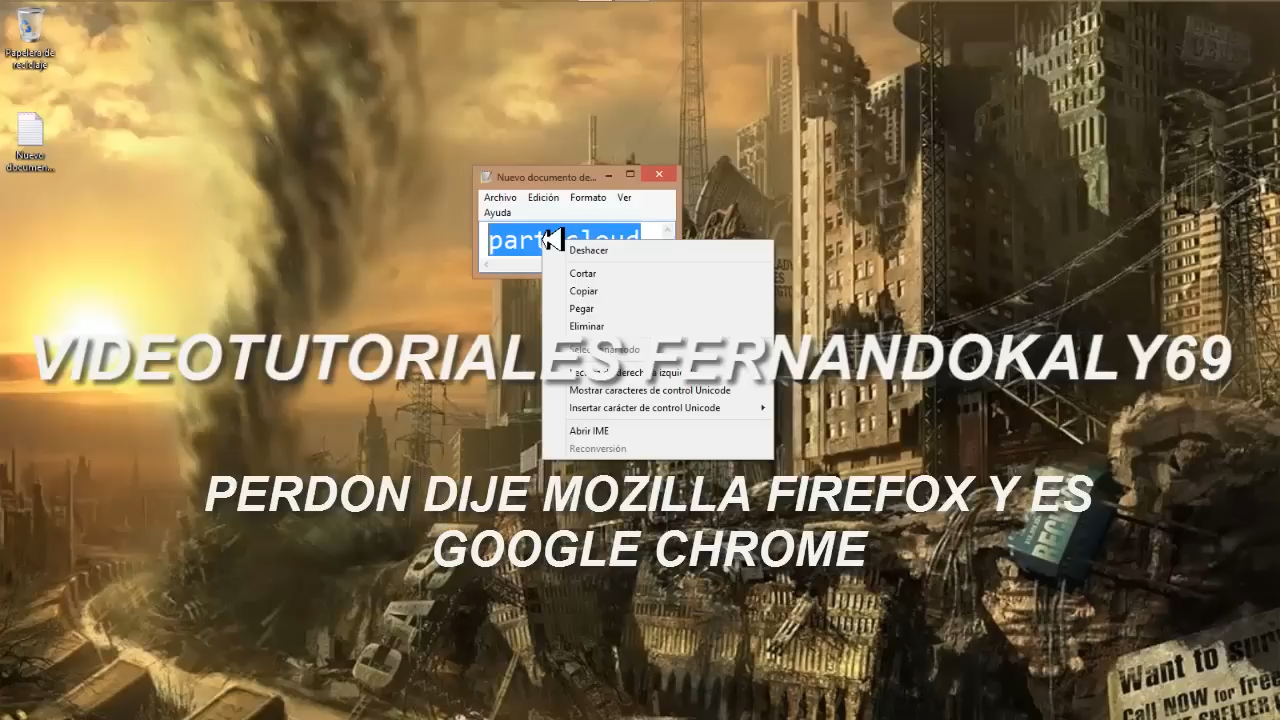 Papelera de
reciclaje
Nuevo
documen...
Nuevo documento de...
Archivo Edición Formato Ver
Ayuda
Deshacer
Cortar
Copiar
Pegar
Eliminar
VIDEOTUTORIALES FERNANDOKALY69
Mostrar caracteres de control Unicode
Insertar carácter de control Unicode
Abrir IME
Reconversión
PERDON DIJE MOZILLA FIREFOX Y ES
GOOGLE CHROME
Want to
Call NOW for free
SHELTER